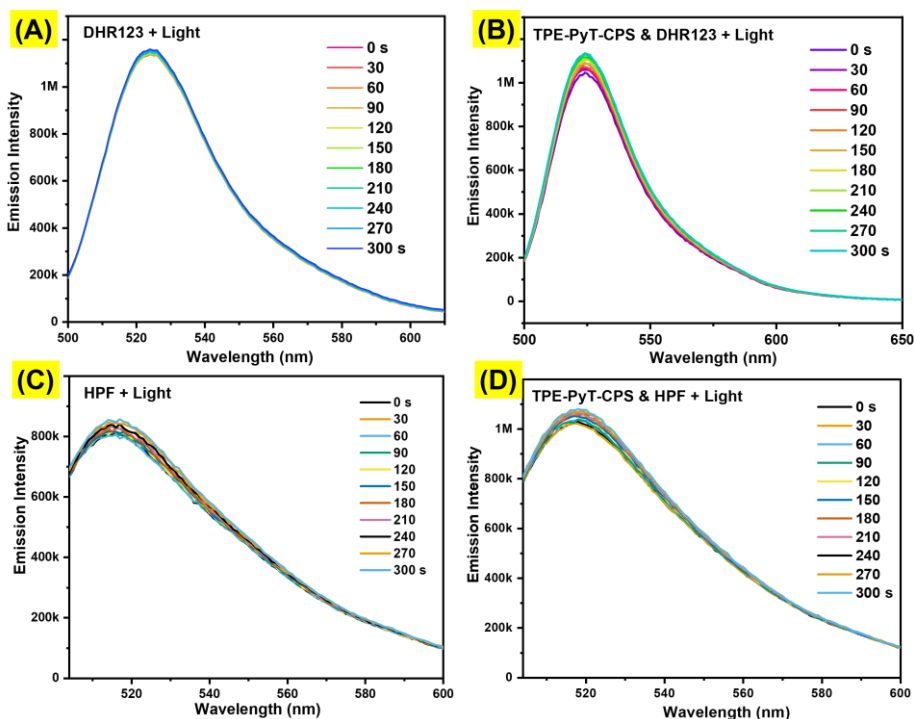 (A)
DHR123 + Light
0 s
30
60
90
120
150
180
210
240
270
300 s
1M
800k
600k
400k
200k
0
Emission Intensity
500
520
540
560
580
600
Wavelength (nm)
(B)
TPE-PyT-CPS & DHR123 + Light
0 s
30
60
90
120
150
180
210
240
270
300 s
1M
800k
600k
400k
200k
0
Emission Intensity
500
550
600
650
Wavelength (nm)
(C)
HPF + Light
0 s
30
60
90
120
150
180
210
240
270
300 s
800k
600k
400k
200k
0
Emission Intensity
520
540
560
580
600
Wavelength (nm)
(D)
TPE-PyT-CPS & HPF + Light
0 s
30
60
90
120
150
180
210
240
270
300 s
1M
800k
600k
400k
200k
0
Emission Intensity
520
540
560
580
600
Wavelength (nm)